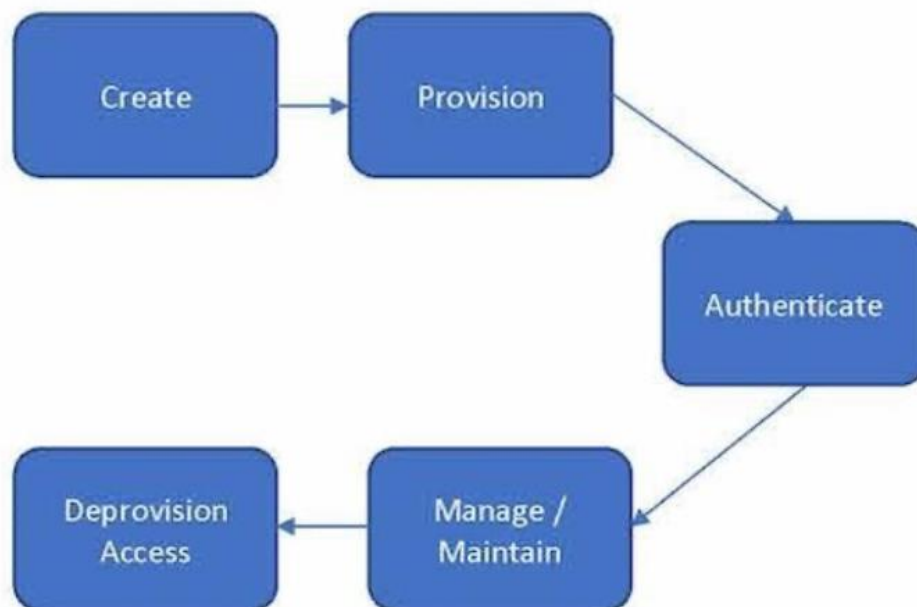 Create
Provision
Authenticate
Manage /
Maintain
Deprovision
Access